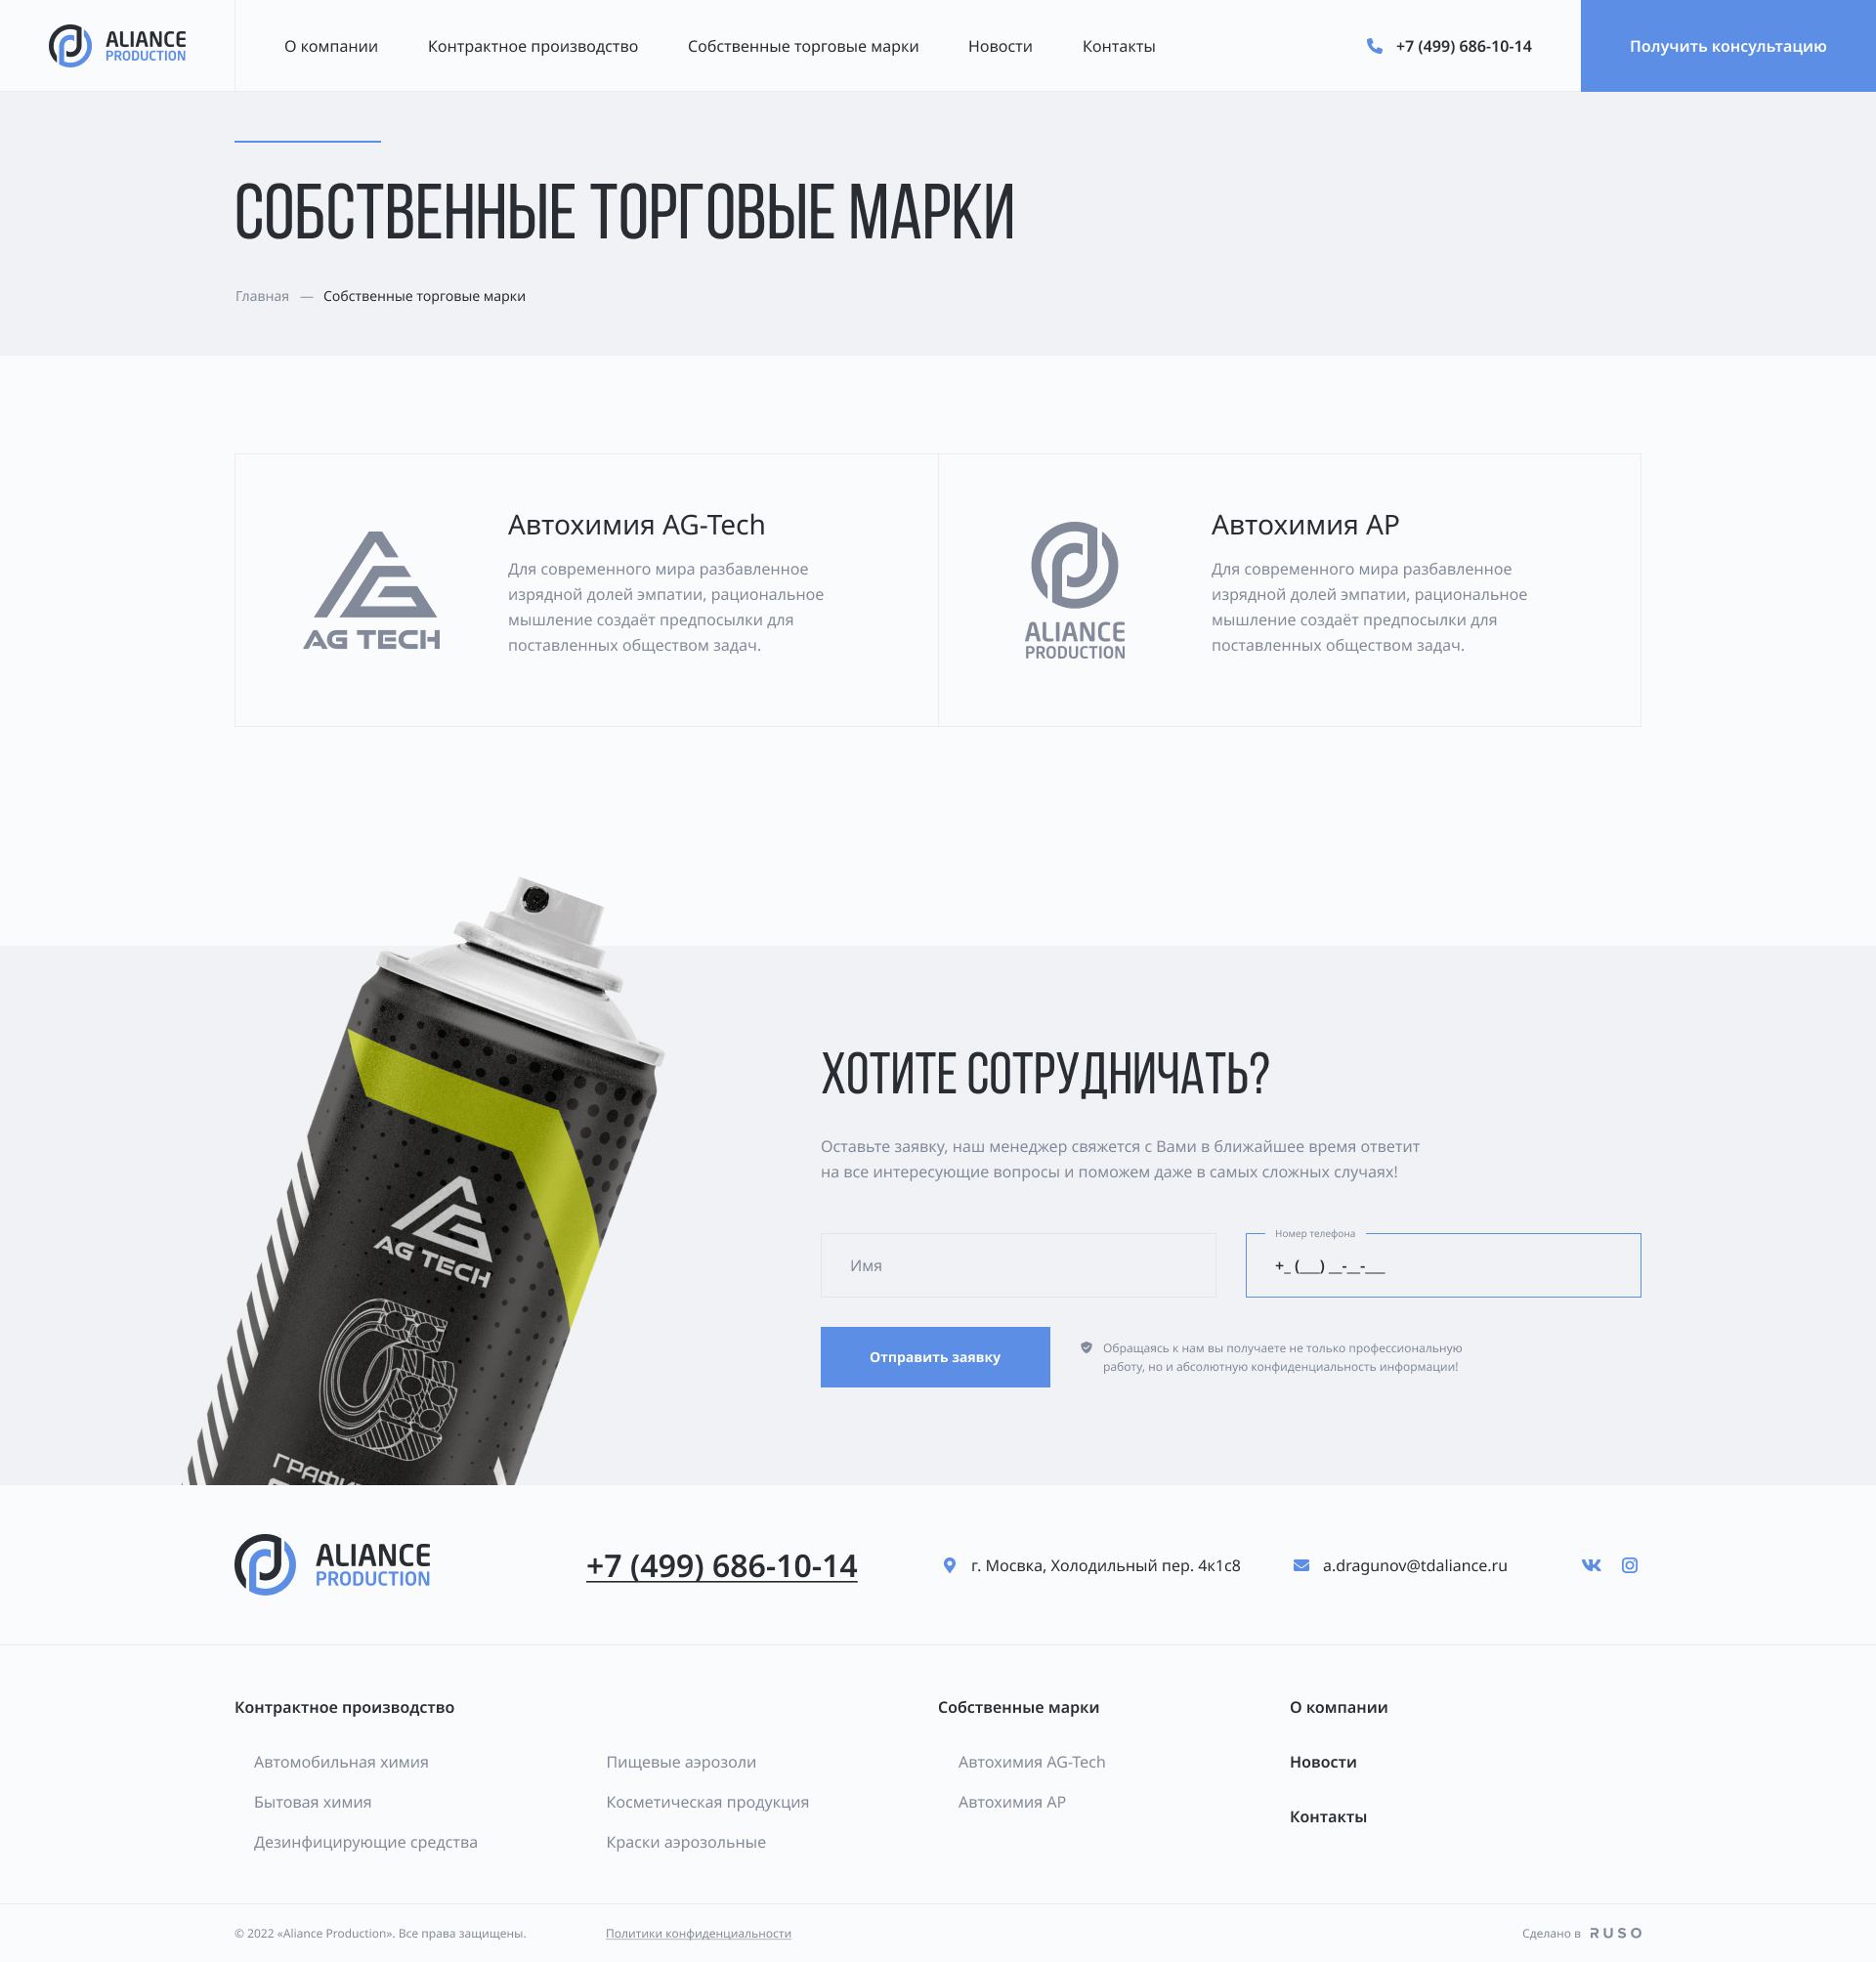 ALIANCE
PRODUCTION
О компании
Контрактное производство
Собственные торговые марки
Новости
Контакты
+7 (499) 686-10-14
Получить консультацию
СОБСТВЕННЫЕ ТОРГОВЫЕ МАРКИ
Главная — Собственные торговые марки
AG TECH
Автохимия AG-Tech
Для современного мира разбавленное
изрядной долей эмпатии, рациональное
мышление создаёт предпосылки для
поставленных обществом задач.
ALIANCE
PRODUCTION
Автохимия AP
Для современного мира разбавленное
изрядной долей эмпатии, рациональное
мышление создаёт предпосылки для
поставленных обществом задач.
AG TECH
ХОТИТЕ СОТРУДНИЧАТЬ?
Оставьте заявку, наш менеджер свяжется с Вами в ближайшее время ответит
на все интересующие вопросы и поможем даже в самых сложных случаях!
Имя
Номер телефона
+_ (___) __-__-___
Отправить заявку
Обращаясь к нам вы получаете не только профессиональную
работу, но и абсолютную конфиденциальность информации!
ALIANCE
PRODUCTION
+7 (499) 686-10-14
г. Мосвка, Холодильный пер. 4к1с8
a.dragunov@tdaliance.ru
Контрактное производство
Автомобильная химия
Бытовая химия
Дезинфицирующие средства
Пищевые аэрозоли
Косметическая продукция
Краски аэрозольные
Собственные марки
Автохимия AG-Tech
Автохимия AP
О компании
Новости
Контакты
© 2022 «Aliance Production». Все права защищены.
Политики конфиденциальности
Сделано в RUSO